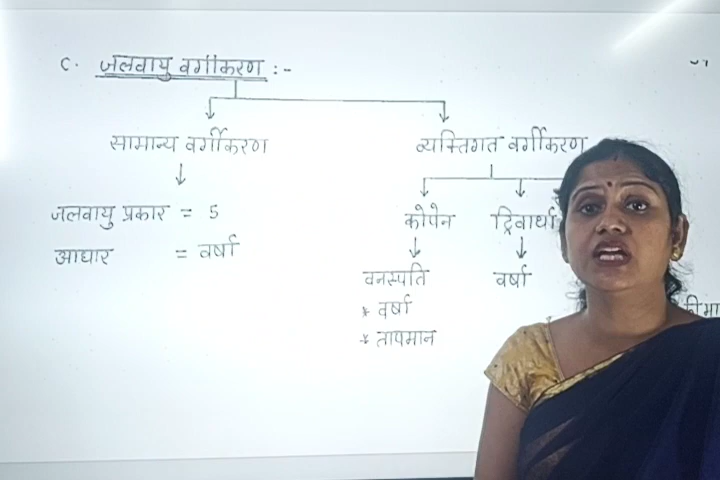 C. जलवायु वर्गीकरण :-
सामान्य वर्गीकरण व्यक्तिगत वर्गीकरण
जलवायु प्रकार = 5 कोपेन ट्रिवार्था
आधार = वर्षा वनस्पति वर्षा
* वर्षा
* तापमान